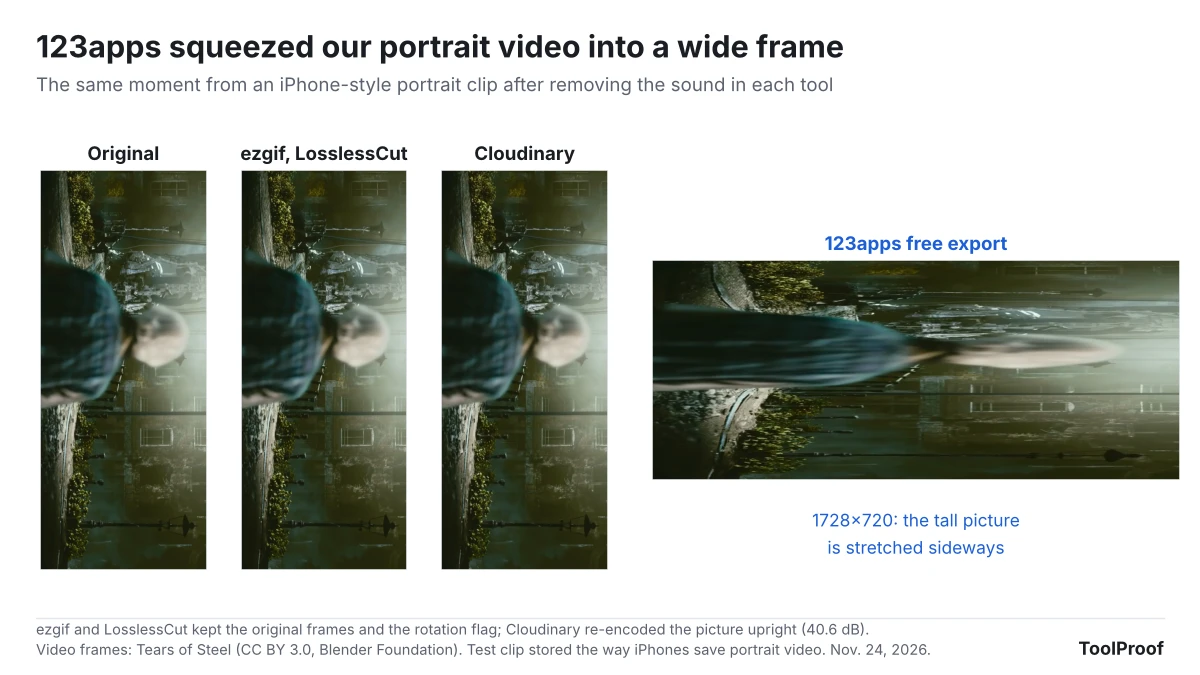 123apps squeezed our portrait video into a wide frame
The same moment from an iPhone-style portrait clip after removing the sound in each tool
Original
ezgif, LosslessCut
Cloudinary
123apps free export
1728×720: the tall picture
is stretched sideways
ezgif and LosslessCut kept the original frames and the rotation flag; Cloudinary re-encoded the picture upright (40.6 dB).
Video frames: Tears of Steel (CC BY 3.0, Blender Foundation). Test clip stored the way iPhones save portrait video. Nov. 24, 2026.
ToolProof